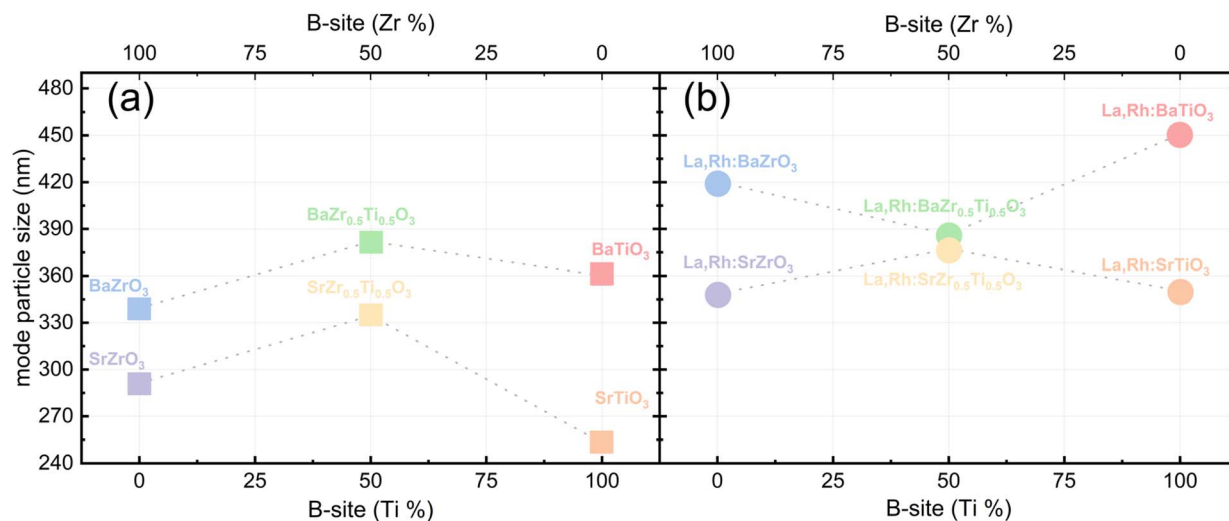 B-site (Zr %) B-site (Zr %)
100 75 50 25 0 100 75 50 25 0
mode particle size (nm)
480
450
420
390
360
330
300
270
240
(a)
BaZrO₃
BaZr₀.₅Ti₀.₅O₃
BaTiO₃
SrZrO₃
SrZr₀.₅Ti₀.₅O₃
SrTiO₃
(b)
La,Rh:BaTiO₃
La,Rh:BaZrO₃
La,Rh:BaZr₀.₅Ti₀.₅O₃
La,Rh:SrZrO₃
La,Rh:SrZr₀.₅Ti₀.₅O₃
La,Rh:SrTiO₃
0 25 50 75 100 0 25 50 75 100
B-site (Ti %) B-site (Ti %)